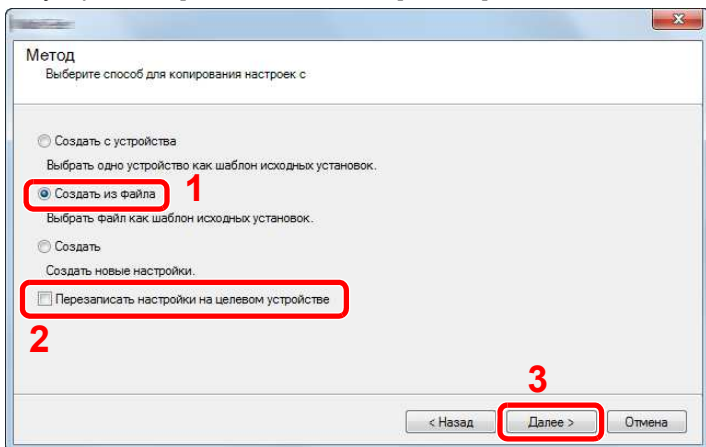 Метод
Выберите способ для копирования настроек с
Создать с устройства
Выбрать одно устройство как шаблон исходных установок.
Создать из файла
1
Выбрать файл как шаблон исходных установок.
Создать
Создать новые настройки.
Перезаписать настройки на целевом устройстве
2
3
< Назад
Далее >
Отмена